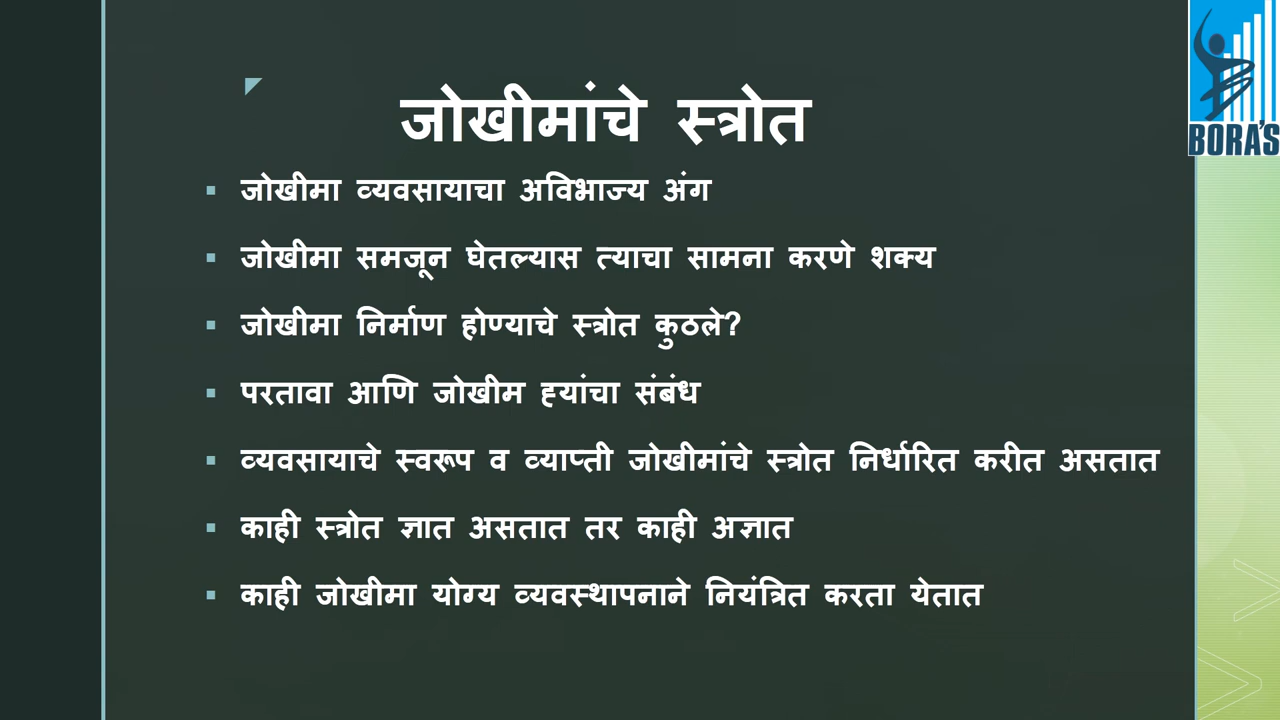 जोखीमांचे स्त्रोत
जोखीमा व्यवसायाचा अविभाज्य अंग
जोखीमा समजून घेतल्यास त्याचा सामना करणे शक्य
जोखीमा निर्माण होण्याचे स्त्रोत कुठले?
परतावा आणि जोखीम ह्यांचा संबंध
व्यवसायाचे स्वरूप व व्याप्ती जोखीमांचे स्त्रोत निर्धारित करीत असतात
काही स्त्रोत ज्ञात असतात तर काही अज्ञात
काही जोखीमा योग्य व्यवस्थापनाने नियंत्रित करता येतात
BORA'S